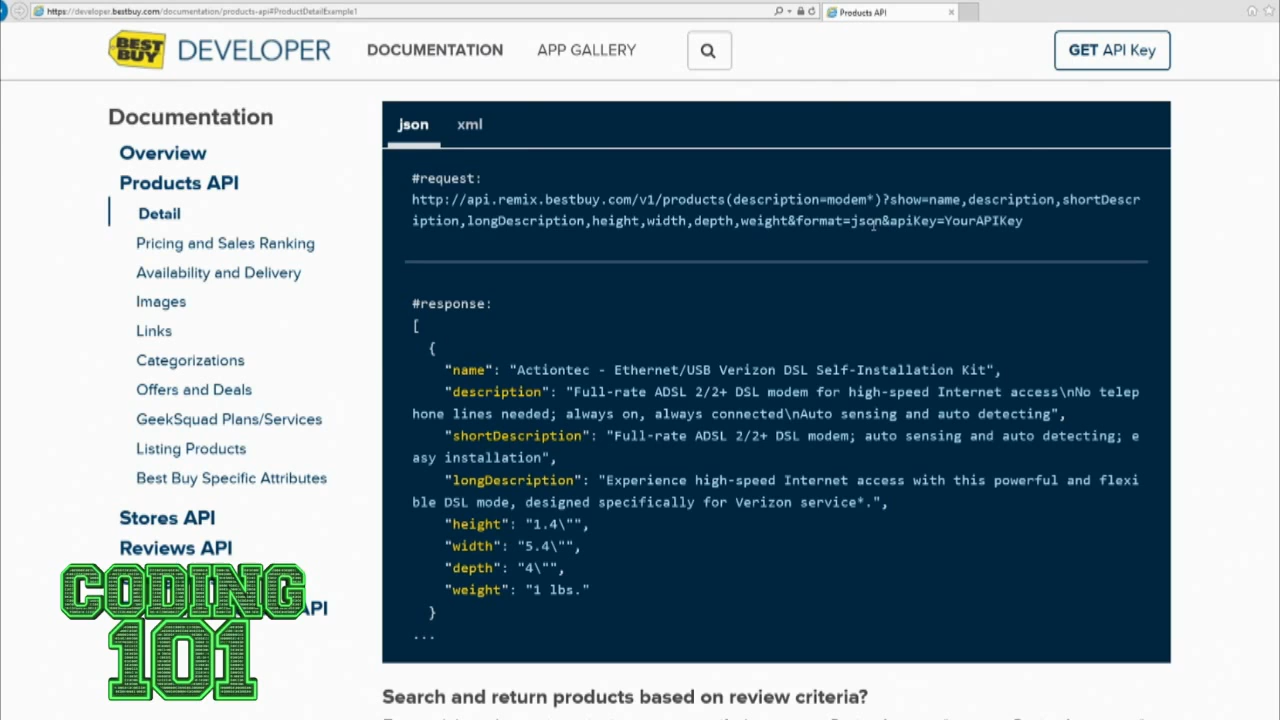 https://developer.bestbuy.com/documentation/products-api#ProductDetailExample1
Products API
BEST BUY DEVELOPER
DOCUMENTATION
APP GALLERY
GET API Key
Documentation
Overview
Products API
Detail
Pricing and Sales Ranking
Availability and Delivery
Images
Links
Categorizations
Offers and Deals
GeekSquad Plans/Services
Listing Products
Best Buy Specific Attributes
Stores API
Reviews API
API
CODING
101
json xml
#request:
http://api.remix.bestbuy.com/v1/products(description=modem*)?show=name,description,shortDescr
iption,longDescription,height,width,depth,weight&format=json&apiKey=YourAPIKey
#response:
[
{
"name": "Actiontec - Ethernet/USB Verizon DSL Self-Installation Kit",
"description": "Full-rate ADSL 2/2+ DSL modem for high-speed Internet access\nNo telep
hone lines needed; always on, always connected\nAuto sensing and auto detecting",
"shortDescription": "Full-rate ADSL 2/2+ DSL modem; auto sensing and auto detecting; e
asy installation",
"longDescription": "Experience high-speed Internet access with this powerful and flexi
ble DSL mode, designed specifically for Verizon service*.",
"height": "1.4\"",
"width": "5.4\"",
"depth": "4\"",
"weight": "1 lbs."
}
...
Search and return products based on review criteria?